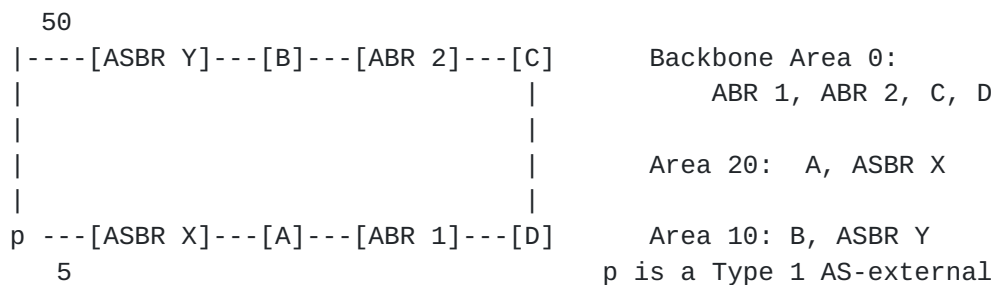 50
|----[ASBR Y]---[B]---[ABR 2]---[C]      Backbone Area 0:
|                                |          ABR 1, ABR 2, C, D
|                                |
|                                |       Area 20:  A, ASBR X
|                                |
p ---[ASBR X]---[A]---[ABR 1]---[D]      Area 10: B, ASBR Y
5                                   p is a Type 1 AS-external